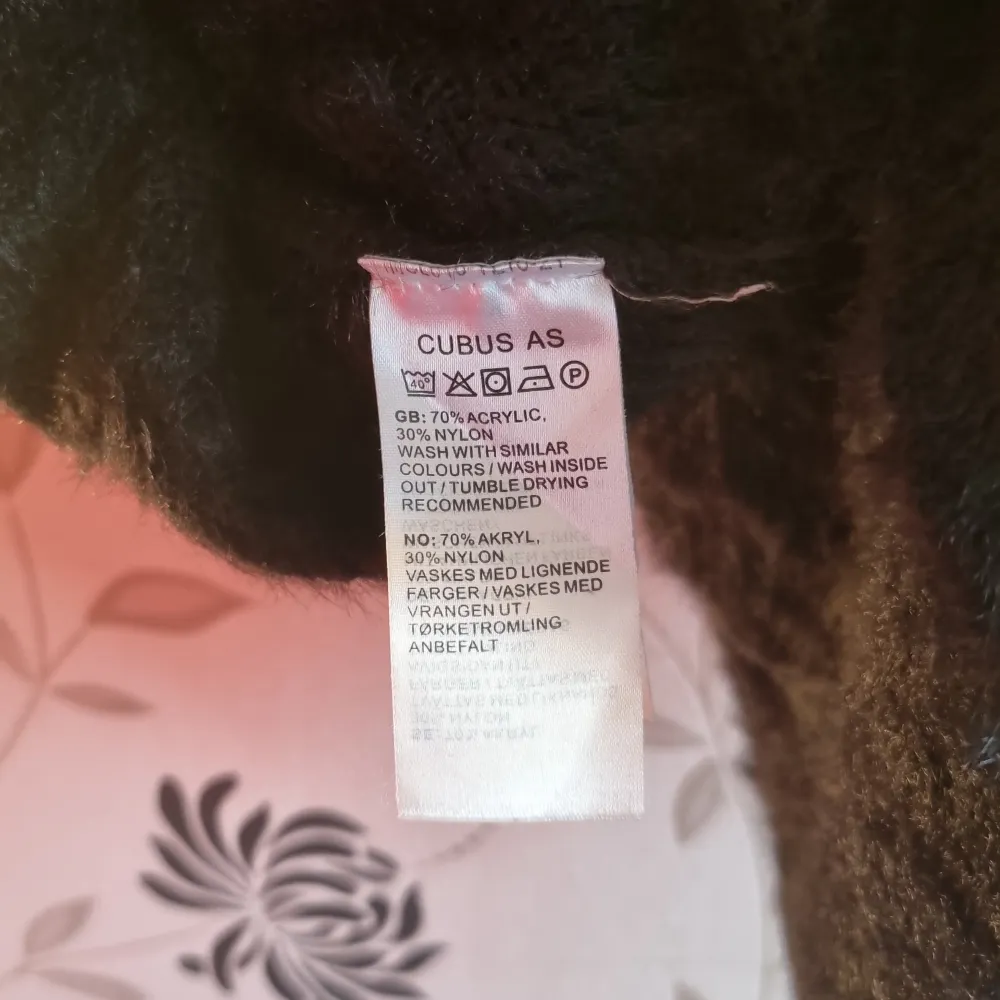 CUBUS AS
40°
P
GB: 70% ACRYLIC,
30% NYLON
WASH WITH SIMILAR
COLOURS / WASH INSIDE
OUT / TUMBLE DRYING
RECOMMENDED
NO: 70% AKRYL,
30% NYLON
VASKES MED LIGNENDE
FARGER / VASKES MED
VRANGEN UT /
TØRKETROMLING
ANBEFALT